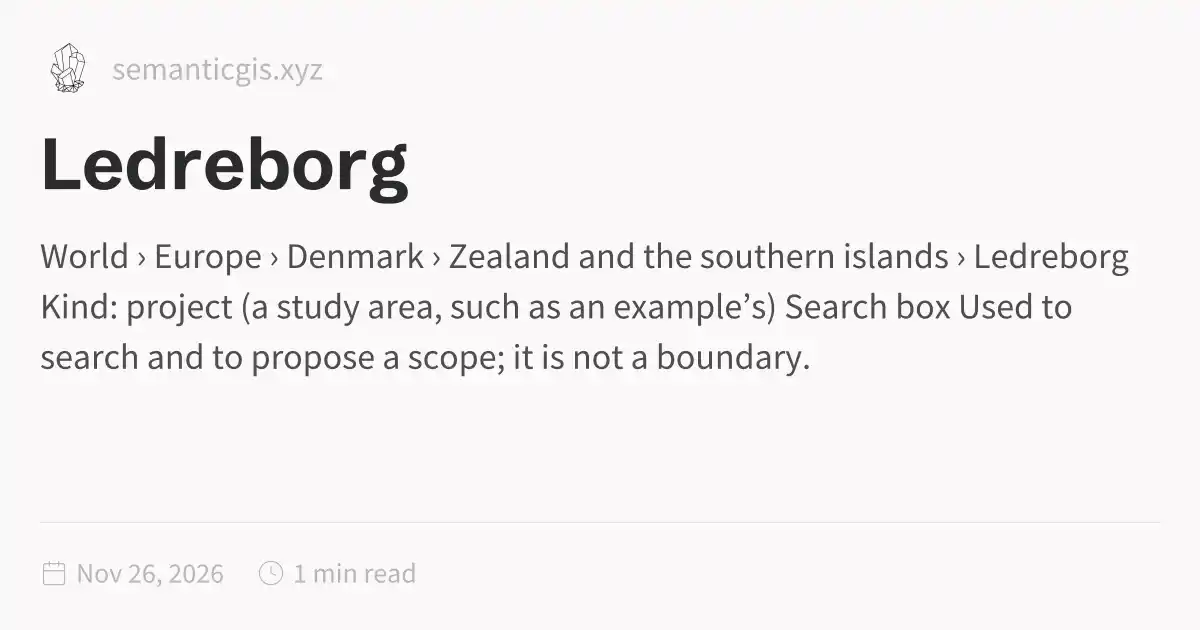 semanticgis.xyz
Ledreborg
World › Europe › Denmark › Zealand and the southern islands › Ledreborg
Kind: project (a study area, such as an example’s) Search box Used to
search and to propose a scope; it is not a boundary.
Nov 26, 2026
1 min read